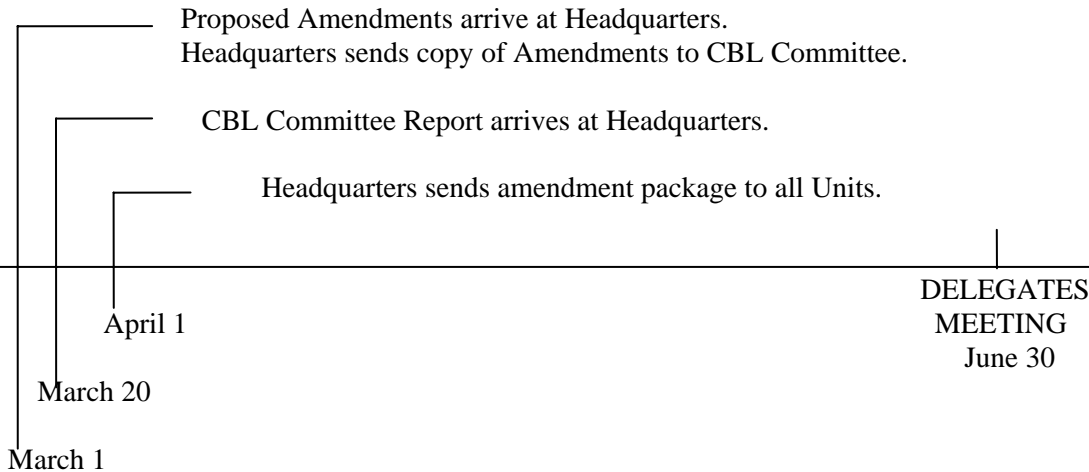 Proposed Amendments arrive at Headquarters.
Headquarters sends copy of Amendments to CBL Committee.
CBL Committee Report arrives at Headquarters.
Headquarters sends amendment package to all Units.
DELEGATES
MEETING
June 30
April 1
March 20
March 1